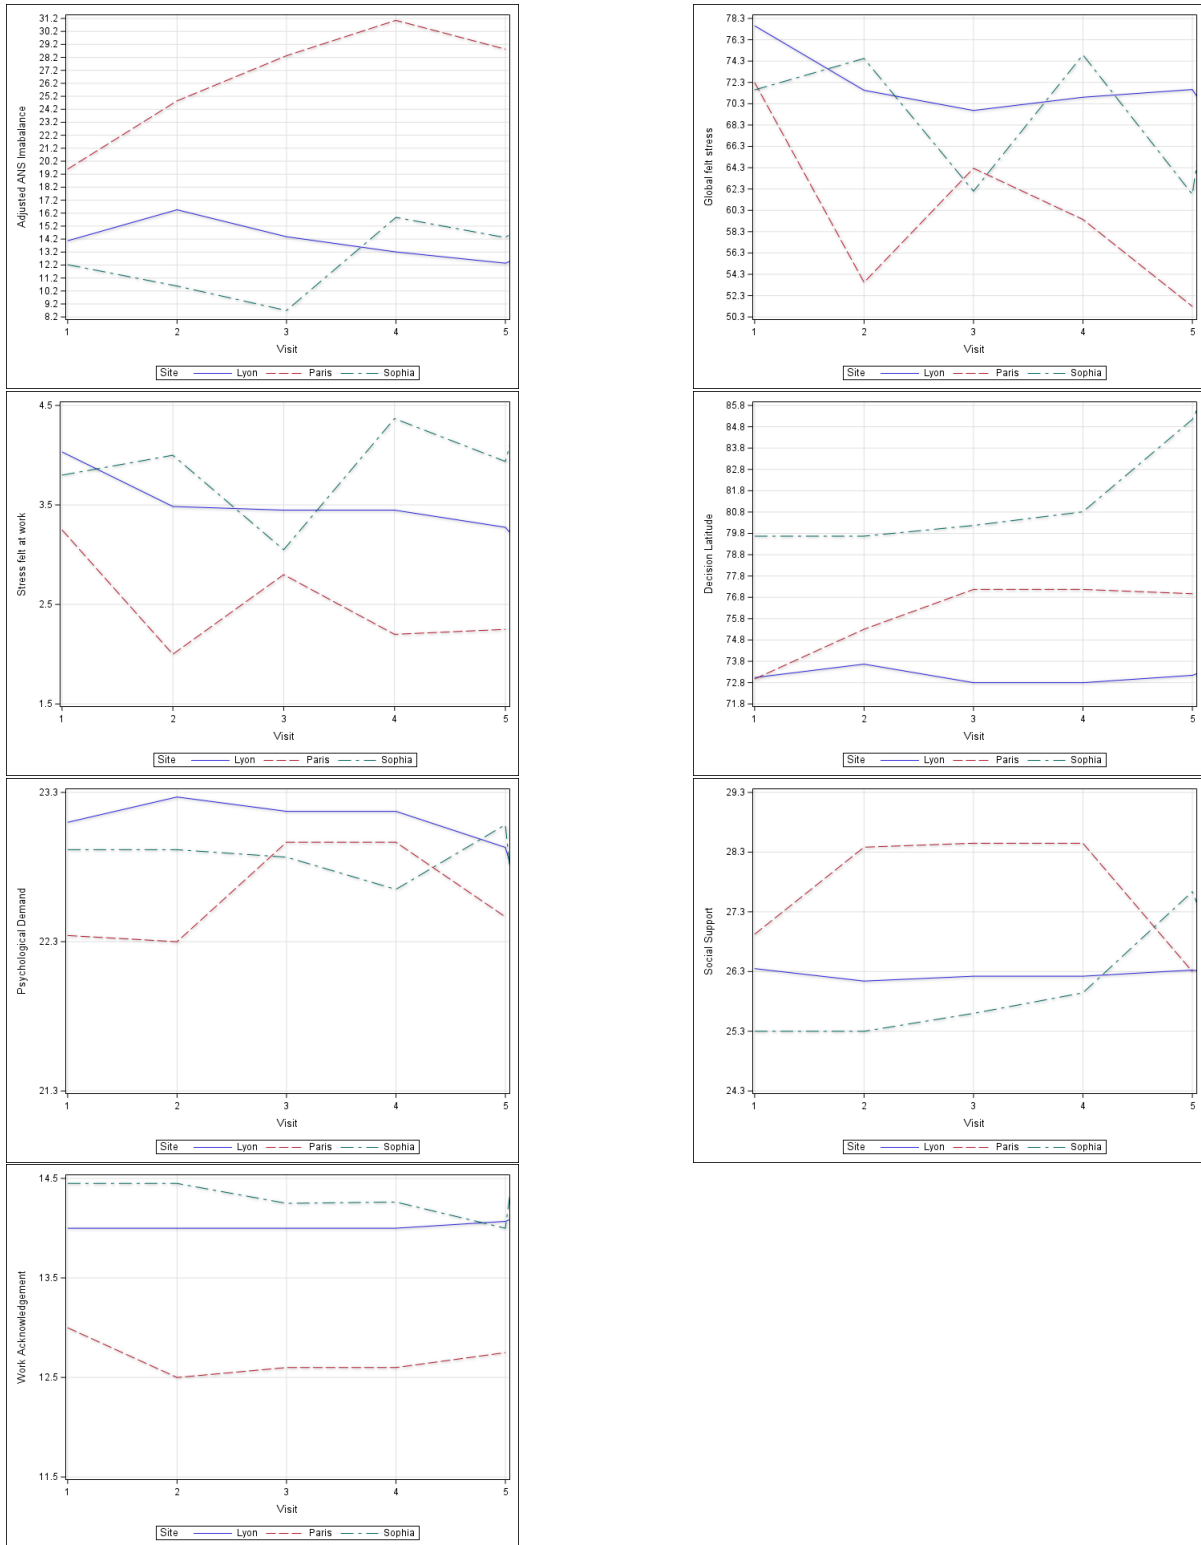 Adjusted ANS Imabalance
31.2
30.2
29.2
28.2
27.2
26.2
25.2
24.2
23.2
22.2
21.2
20.2
19.2
18.2
17.2
16.2
15.2
14.2
13.2
12.2
11.2
10.2
9.2
8.2
1 2 3 4 5
Visit
Site Lyon Paris Sophia
Global felt stress
78.3
76.3
74.3
72.3
70.3
68.3
66.3
64.3
62.3
60.3
58.3
56.3
54.3
52.3
50.3
1 2 3 4 5
Visit
Site Lyon Paris Sophia
Stress felt at work
4.5
3.5
2.5
1.5
1 2 3 4 5
Visit
Site Lyon Paris Sophia
Decision Latitude
85.8
84.8
83.8
82.8
81.8
80.8
79.8
78.8
77.8
76.8
75.8
74.8
73.8
72.8
71.8
1 2 3 4 5
Visit
Site Lyon Paris Sophia
Psychological Demand
23.3
22.3
21.3
1 2 3 4 5
Visit
Site Lyon Paris Sophia
Social Support
29.3
28.3
27.3
26.3
25.3
24.3
1 2 3 4 5
Visit
Site Lyon Paris Sophia
Work Acknowledgement
14.5
13.5
12.5
11.5
1 2 3 4 5
Visit
Site Lyon Paris Sophia